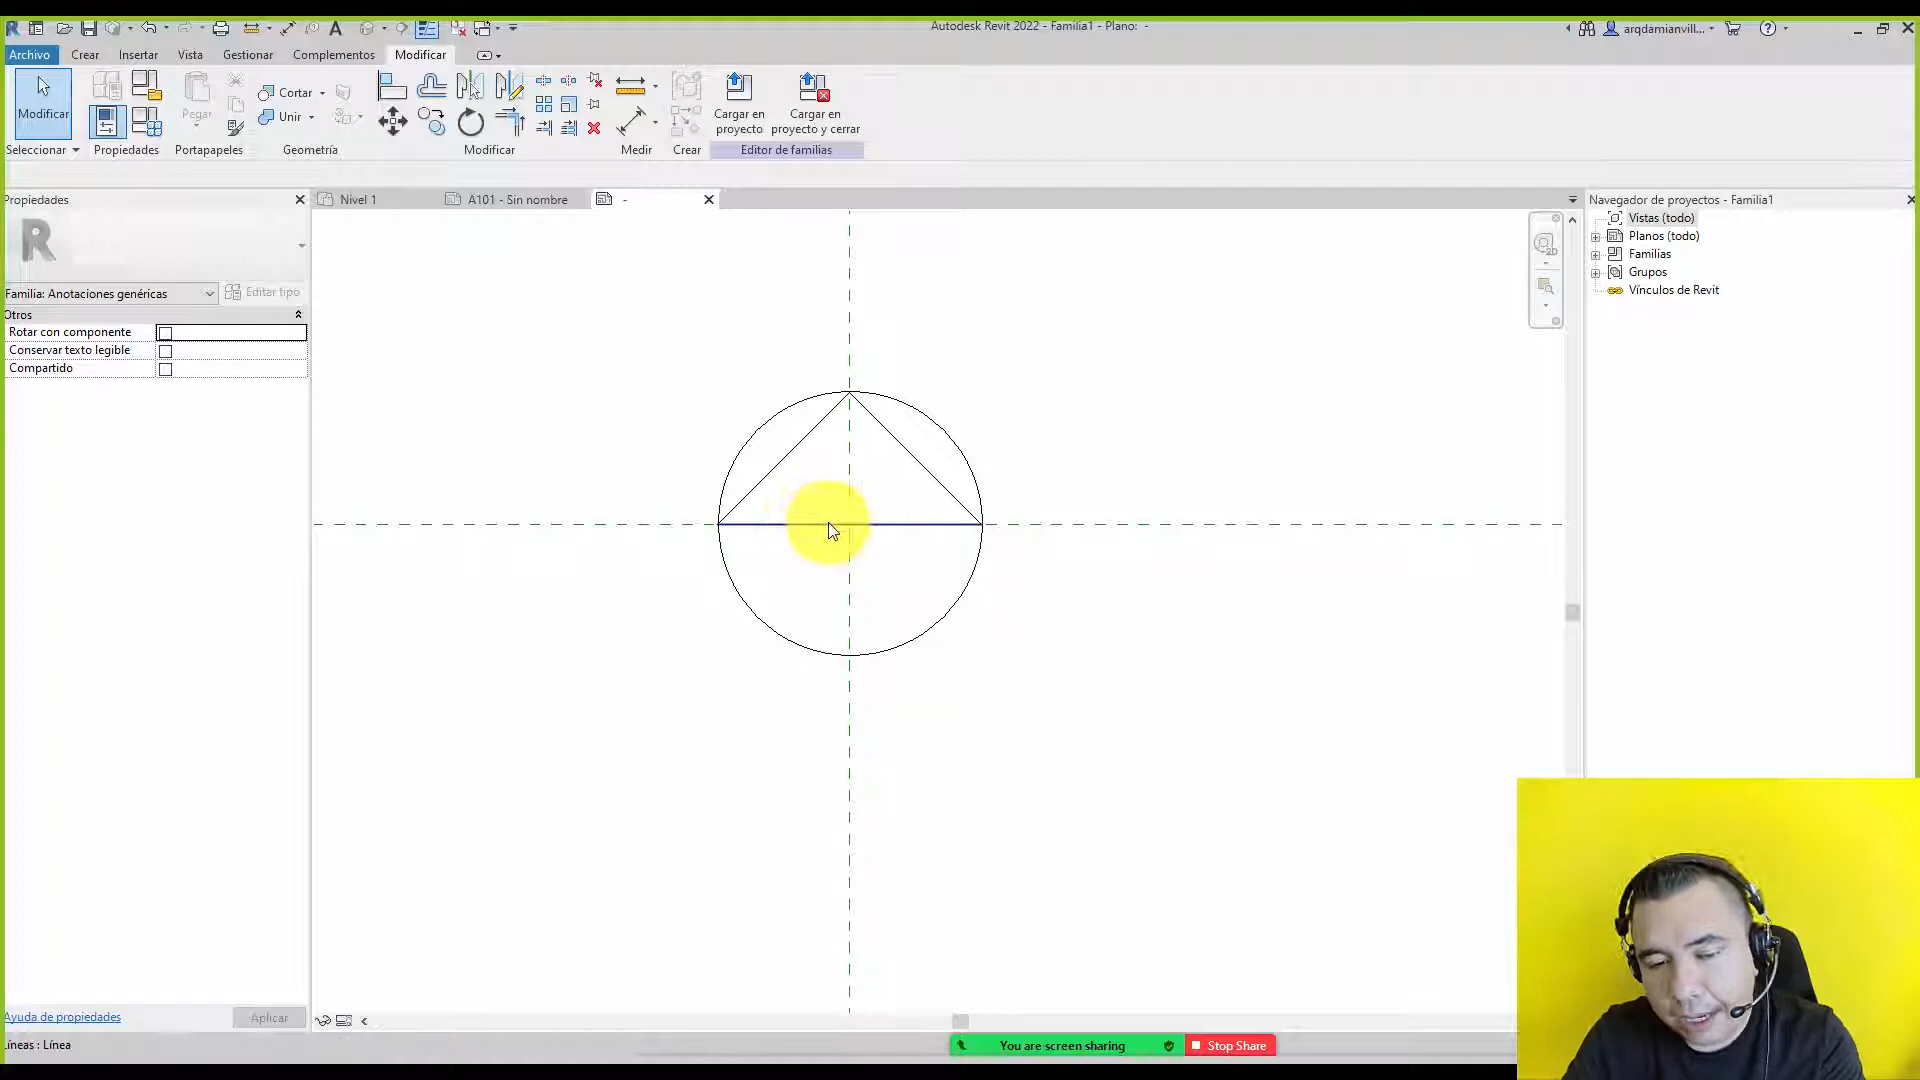 Autodesk Revit 2022 - Familia1 - Plano: -
arqdamianvill...
Archivo
Crear
Insertar
Vista
Gestionar
Complementos
Modificar
Modificar
Pegar
Cortar
Unir
Cargar en
proyecto
Cargar en
proyecto y cerrar
Seleccionar
Propiedades
Portapapeles
Geometría
Modificar
Medir
Crear
Editor de familias
Propiedades
Nivel 1
A101 - Sin nombre
-
Navegador de proyectos - Familia1
Vistas (todo)
Planos (todo)
Familias
Grupos
Vínculos de Revit
Familia: Anotaciones genéricas
Editar tipo
Otros
Rotar con componente
Conservar texto legible
Compartido
Ayuda de propiedades
Aplicar
Líneas : Línea
You are screen sharing
Stop Share